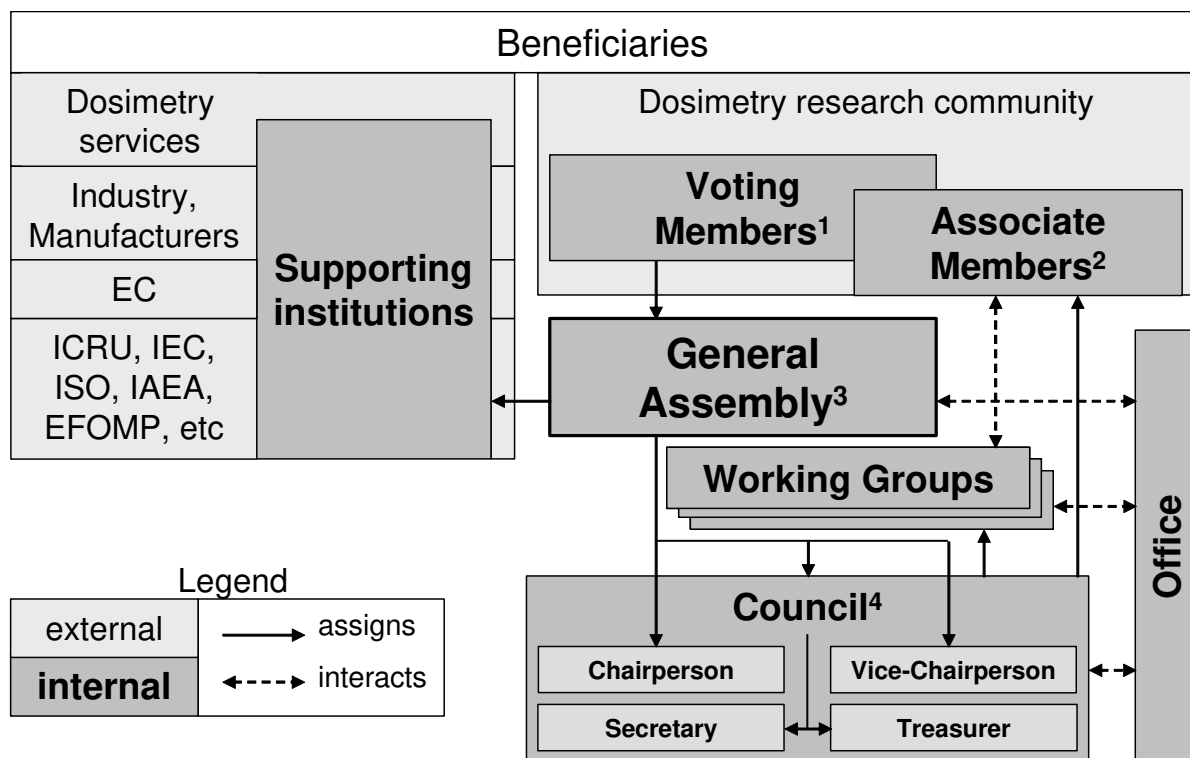 Beneficiaries
Dosimetry
services
Industry,
Manufacturers
EC
ICRU, IEC,
ISO, IAEA,
EFOMP, etc
Supporting
institutions
Dosimetry research community
Voting
Members¹
Associate
Members²
General
Assembly³
Working Groups
Office
Council⁴
Chairperson
Vice-Chairperson
Secretary
Treasurer
Legend
external
internal
assigns
interacts